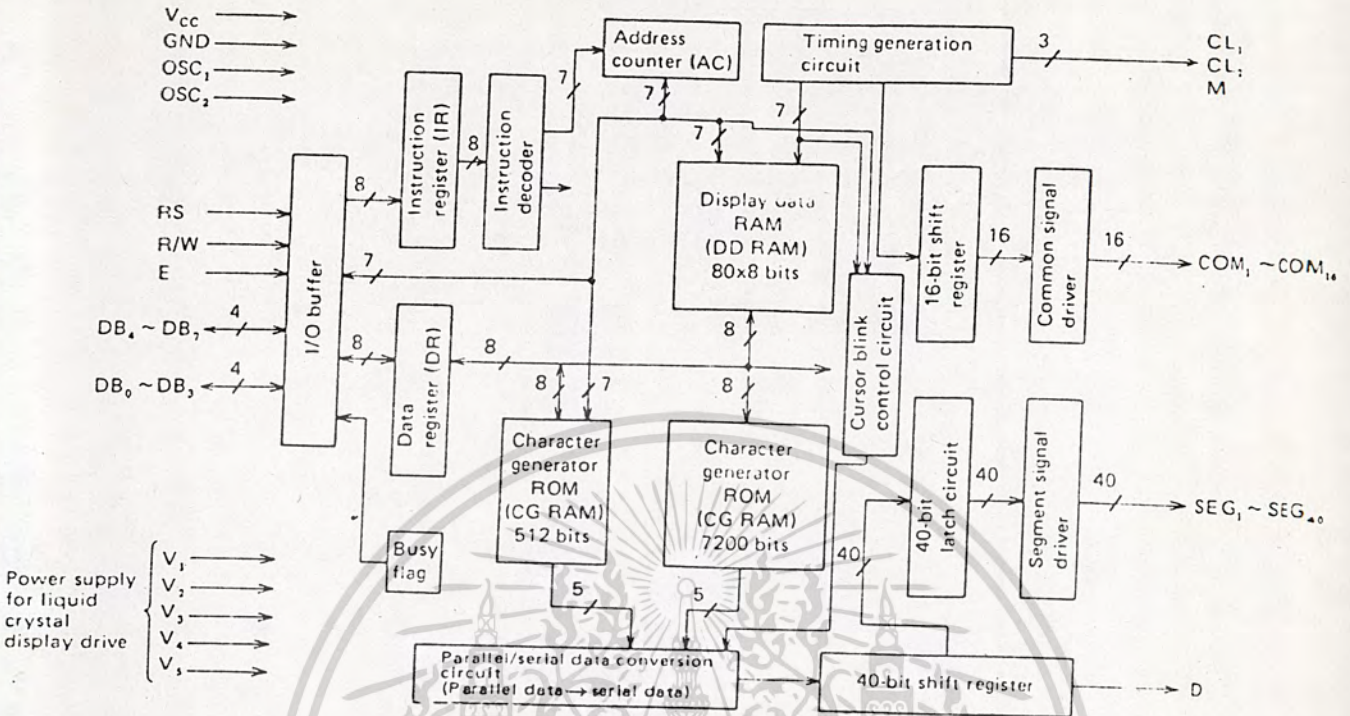 V_CC
GND
OSC₁
OSC₂
RS
R/W
E
DB₄ ~ DB₇
4
DB₀ ~ DB₃
4
I/O buffer
8
Instruction
register (IR)
8
Instruction
decoder
7
Address
counter (AC)
7
Timing generation
circuit
3
CL₁
CL₂
M
7
7
7
8
Data
register (DR)
8
Display data
RAM
(DD RAM)
80x8 bits
8
8
7
8
Cursor blink
control circuit
16-bit shift
register
16
Common signal
driver
16
COM₁ ~ COM₁₆
Character
generator
ROM
(CG RAM)
512 bits
Character
generator
ROM
(CG RAM)
7200 bits
40-bit
latch circuit
40
Segment signal
driver
40
SEG₁ ~ SEG₄₀
40
Busy
flag
5
5
Power supply
for liquid
crystal
display drive
V₁
V₂
V₃
V₄
V₅
Parallel/serial data conversion
circuit
(Parallel data → serial data)
40-bit shift register
D